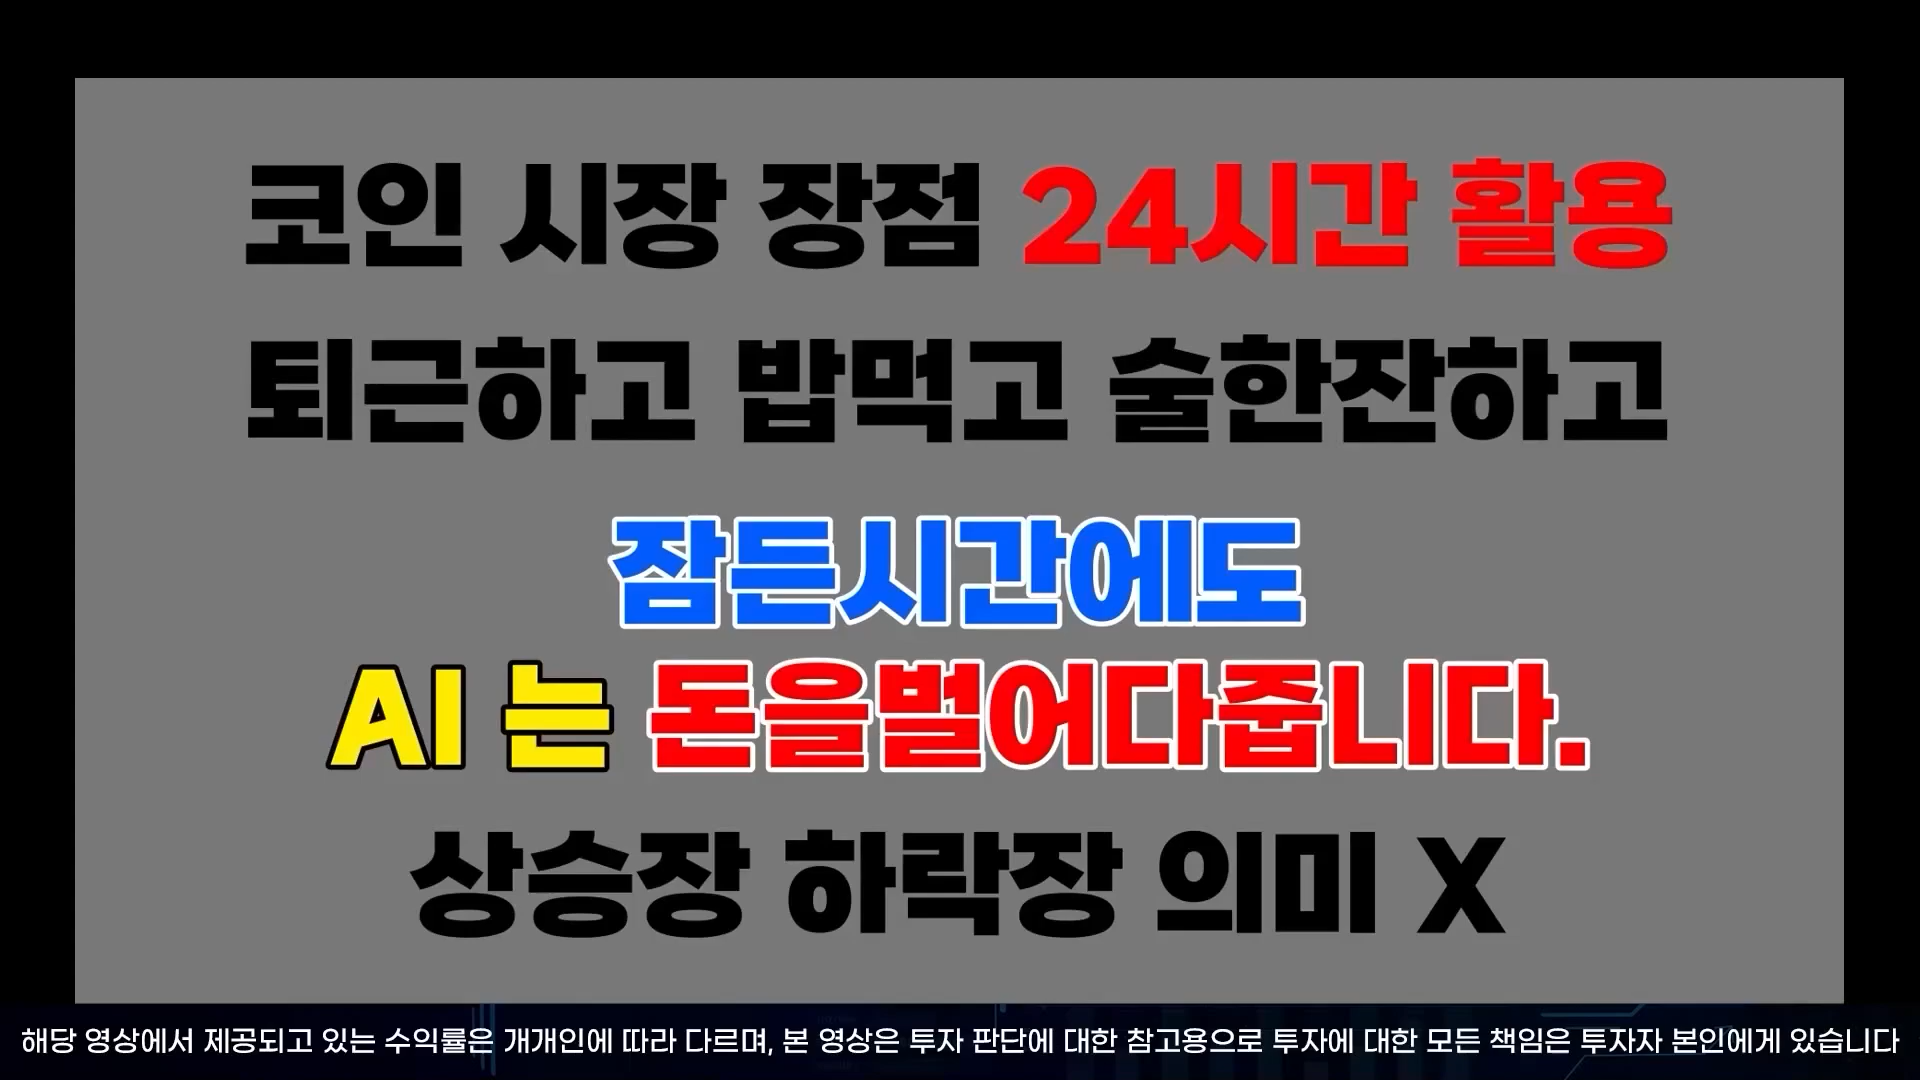 코인 시장 장점 24시간 활용
퇴근하고 밥먹고 술한잔하고
잠든시간에도
AI 는 돈을벌어다줍니다.
상승장 하락장 의미 X
해당 영상에서 제공되고 있는 수익률은 개개인에 따라 다르며, 본 영상은 투자 판단에 대한 참고용으로 투자에 대한 모든 책임은 투자자 본인에게 있습니다